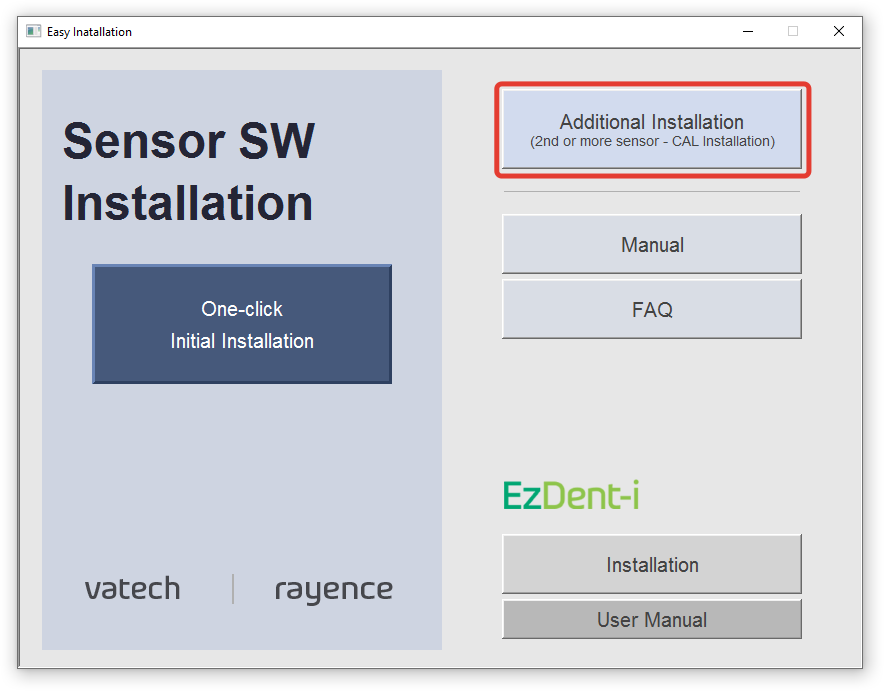 Easy Inatallation
Sensor SW
Installation
One-click
Initial Installation
vatech
rayence
Additional Installation
(2nd or more sensor - CAL Installation)
Manual
FAQ
EzDent-i
Installation
User Manual